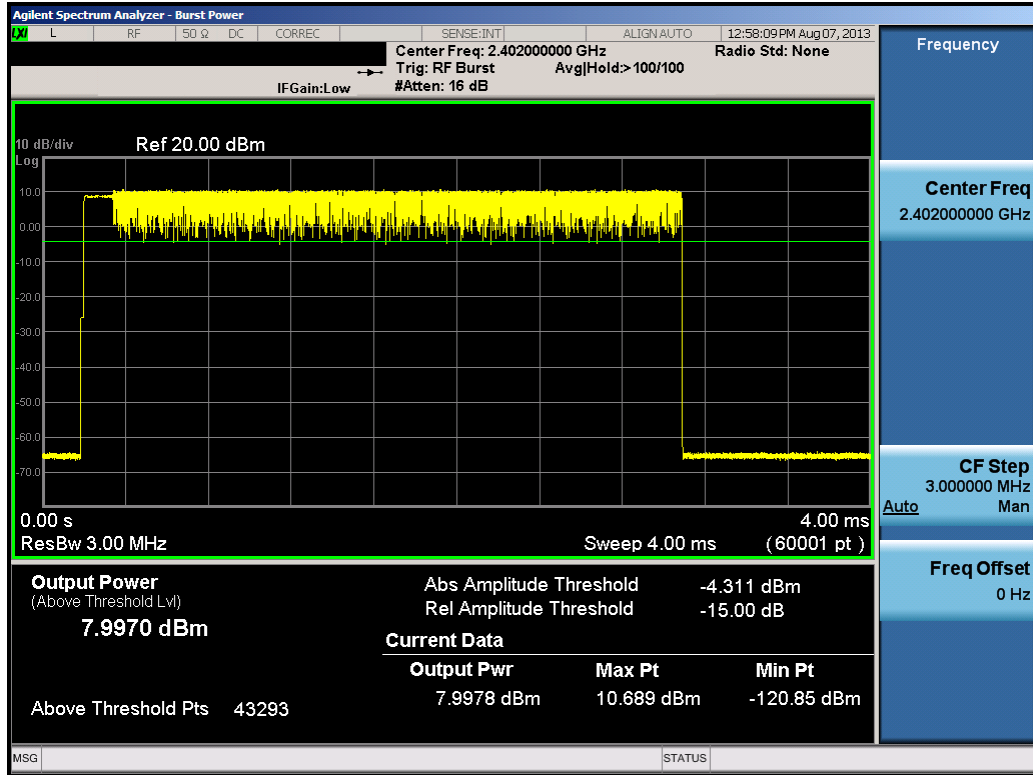 Agilent Spectrum Analyzer - Burst Power
LXI L RF 50 Ω DC CORREC SENSE:INT ALIGN AUTO 12:58:09 PM Aug 07, 2013
Center Freq: 2.402000000 GHz Radio Std: None
Trig: RF Burst Avg|Hold:>100/100
IFGain:Low #Atten: 16 dB
10 dB/div Ref 20.00 dBm
Log
10.0
0.00
-10.0
-20.0
-30.0
-40.0
-50.0
-60.0
-70.0
0.00 s 4.00 ms
ResBw 3.00 MHz Sweep 4.00 ms (60001 pt)
Output Power
(Above Threshold Lvl)
7.9970 dBm
Above Threshold Pts 43293
Abs Amplitude Threshold -4.311 dBm
Rel Amplitude Threshold -15.00 dB
Current Data
Output Pwr Max Pt Min Pt
7.9978 dBm 10.689 dBm -120.85 dBm
MSG STATUS
Frequency
Center Freq
2.402000000 GHz
CF Step
3.000000 MHz
Auto Man
Freq Offset
0 Hz